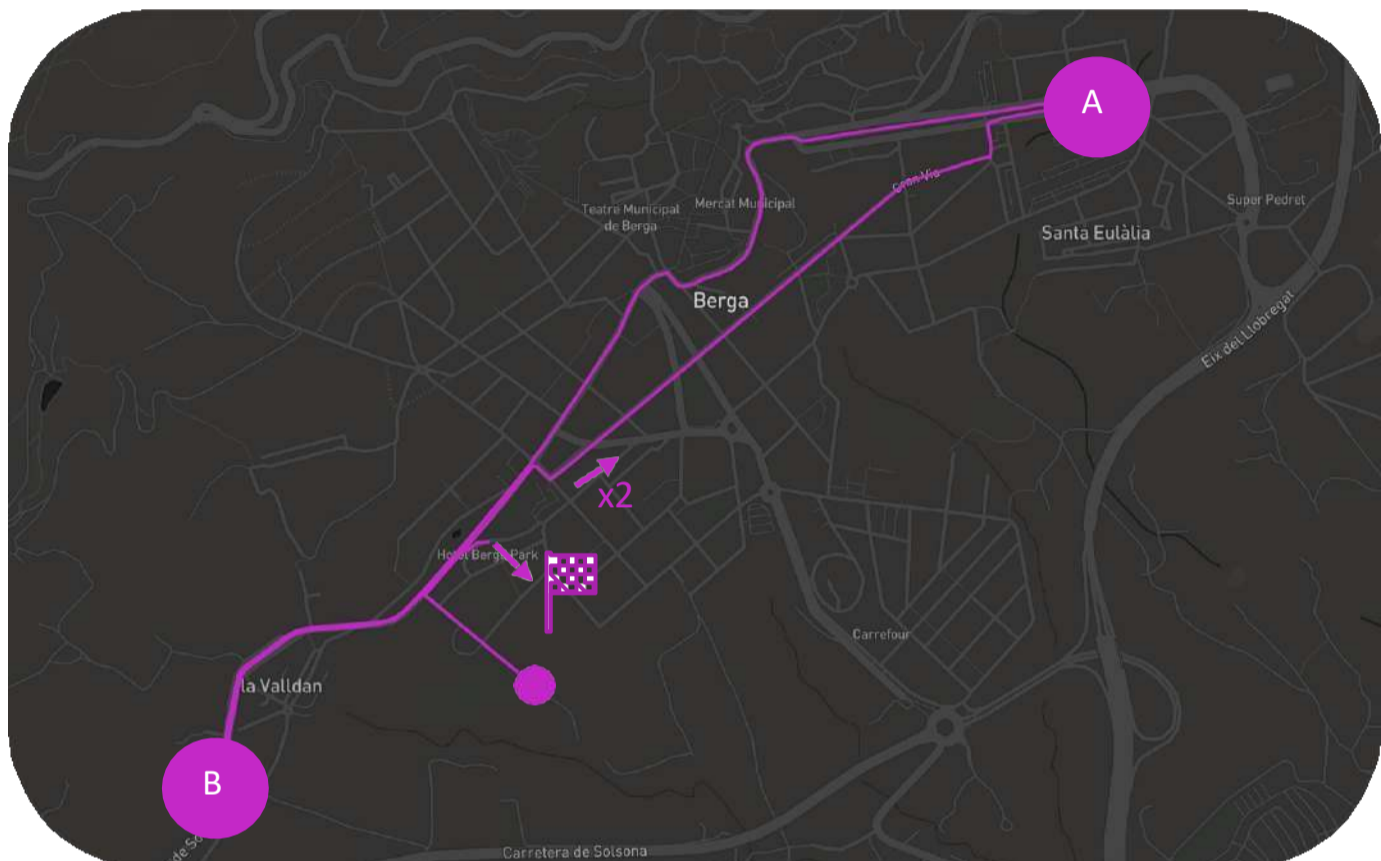 A
Gran Via
Teatre Municipal
de Berga
Mercat Municipal
Super Pedret
Santa Eulàlia
Berga
Eix del Llobregat
x2
Hotel Berga Park
Carrefour
la Valldan
B
Carretera de Solsona